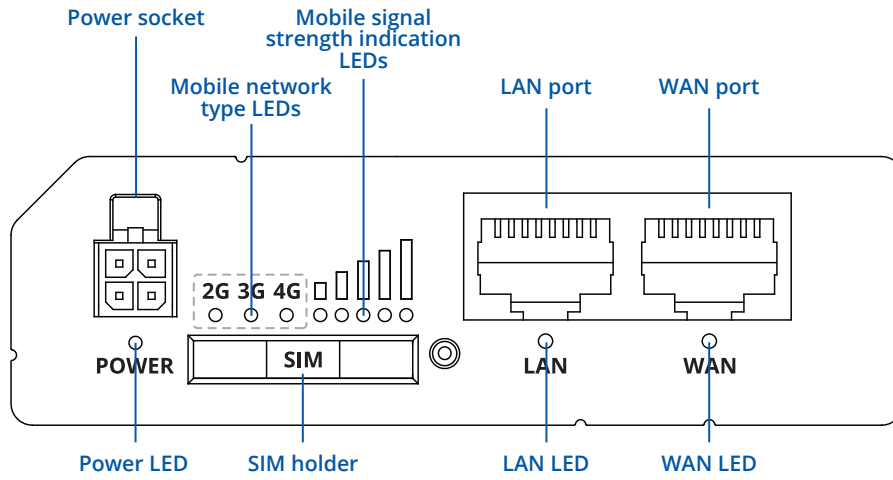 Power socket
Mobile signal
strength indication
LEDs
Mobile network
type LEDs
LAN port
WAN port
2G 3G 4G
POWER
SIM
LAN
WAN
Power LED
SIM holder
LAN LED
WAN LED